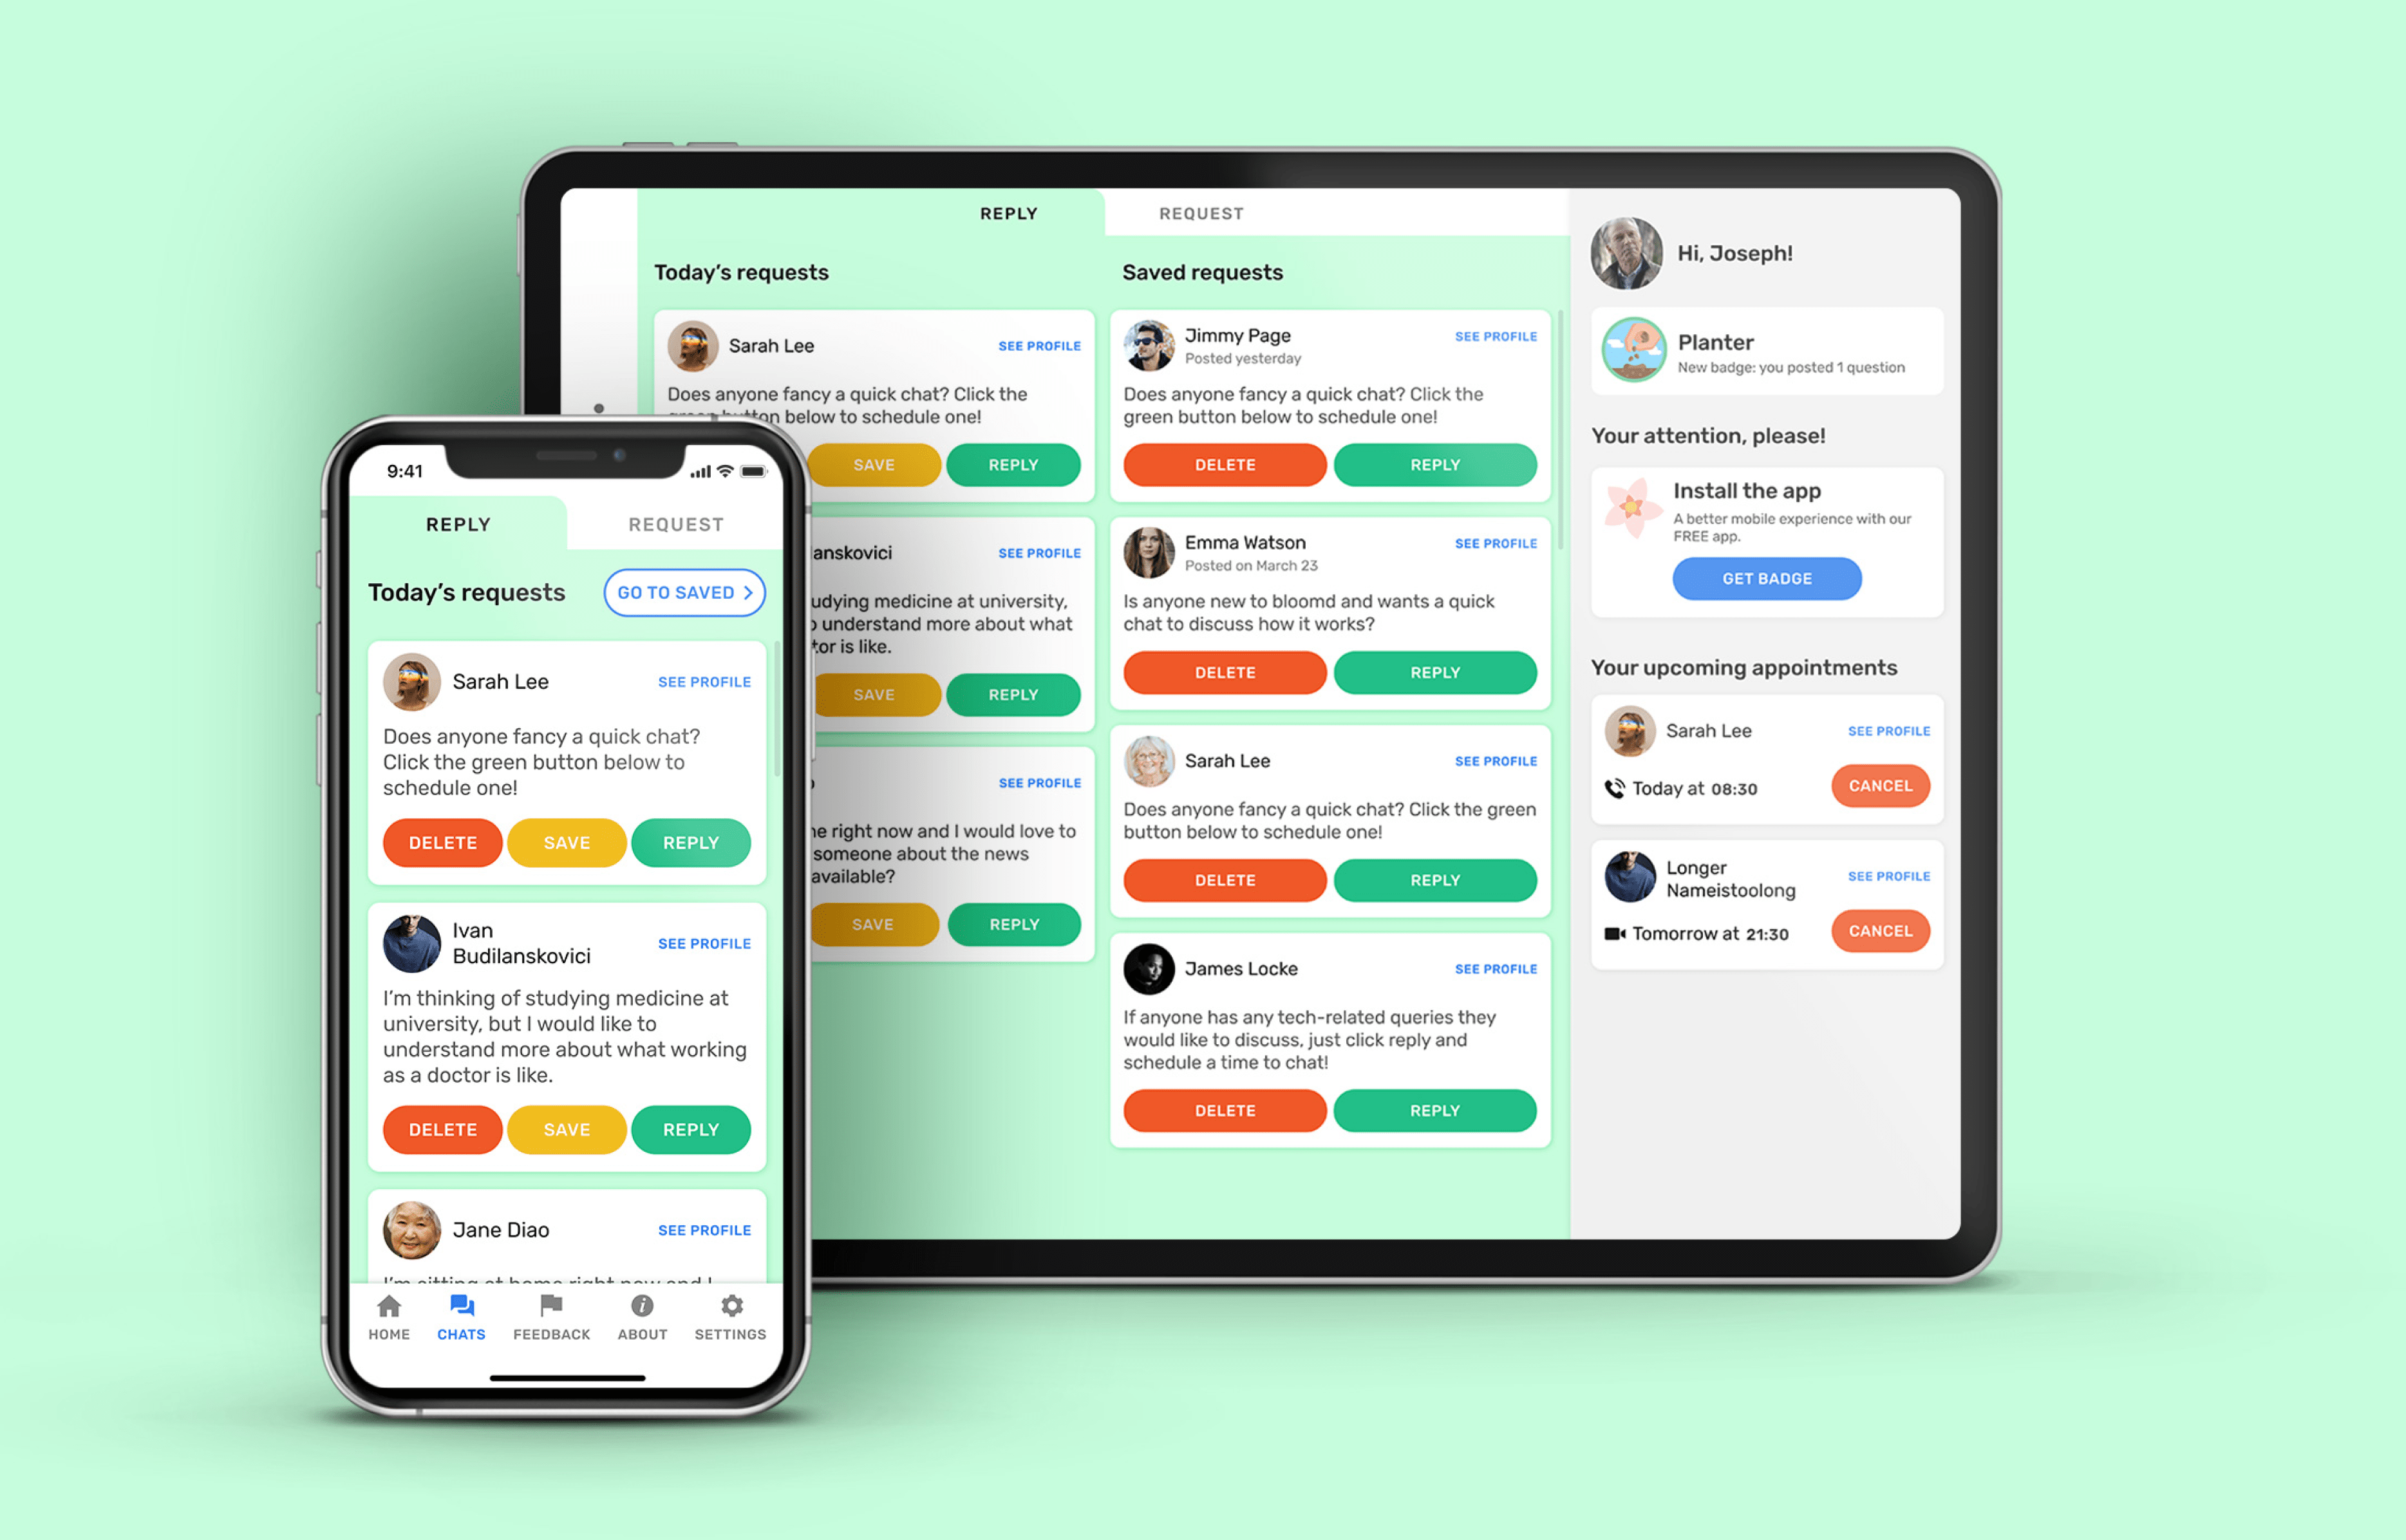 9:41
REPLY
REQUEST
Today's requests
GO TO SAVED
Sarah Lee
SEE PROFILE
Does anyone fancy a quick chat?
Click the green button below to
schedule one!
DELETE
SAVE
REPLY
Ivan
Budilanskovici
SEE PROFILE
I'm thinking of studying medicine at
university, but I would like to
understand more about what working
as a doctor is like.
DELETE
SAVE
REPLY
Jane Diao
SEE PROFILE
I'm sitting at home right now and I
HOME
CHATS
FEEDBACK
ABOUT
SETTINGS
REPLY
REQUEST
Today's requests
Sarah Lee
SEE PROFILE
Does anyone fancy a quick chat? Click the
green button below to schedule one!
SAVE
REPLY
anskovici
SEE PROFILE
udying medicine at university,
understand more about what
tor is like.
SAVE
REPLY
SEE PROFILE
right now and I would love to
someone about the news
available?
SAVE
REPLY
Saved requests
Jimmy Page
Posted yesterday
SEE PROFILE
Does anyone fancy a quick chat? Click the
green button below to schedule one!
DELETE
REPLY
Emma Watson
Posted on March 23
SEE PROFILE
Is anyone new to bloomd and wants a quick
chat to discuss how it works?
DELETE
REPLY
Sarah Lee
SEE PROFILE
Does anyone fancy a quick chat? Click the green
button below to schedule one!
DELETE
REPLY
James Locke
SEE PROFILE
If anyone has any tech-related queries they
would like to discuss, just click reply and
schedule a time to chat!
DELETE
REPLY
Hi, Joseph!
Planter
New badge: you posted 1 question
Your attention, please!
Install the app
A better mobile experience with our
FREE app.
GET BADGE
Your upcoming appointments
Sarah Lee
SEE PROFILE
Today at 08:30
CANCEL
Longer
Nameistoolong
SEE PROFILE
Tomorrow at 21:30
CANCEL